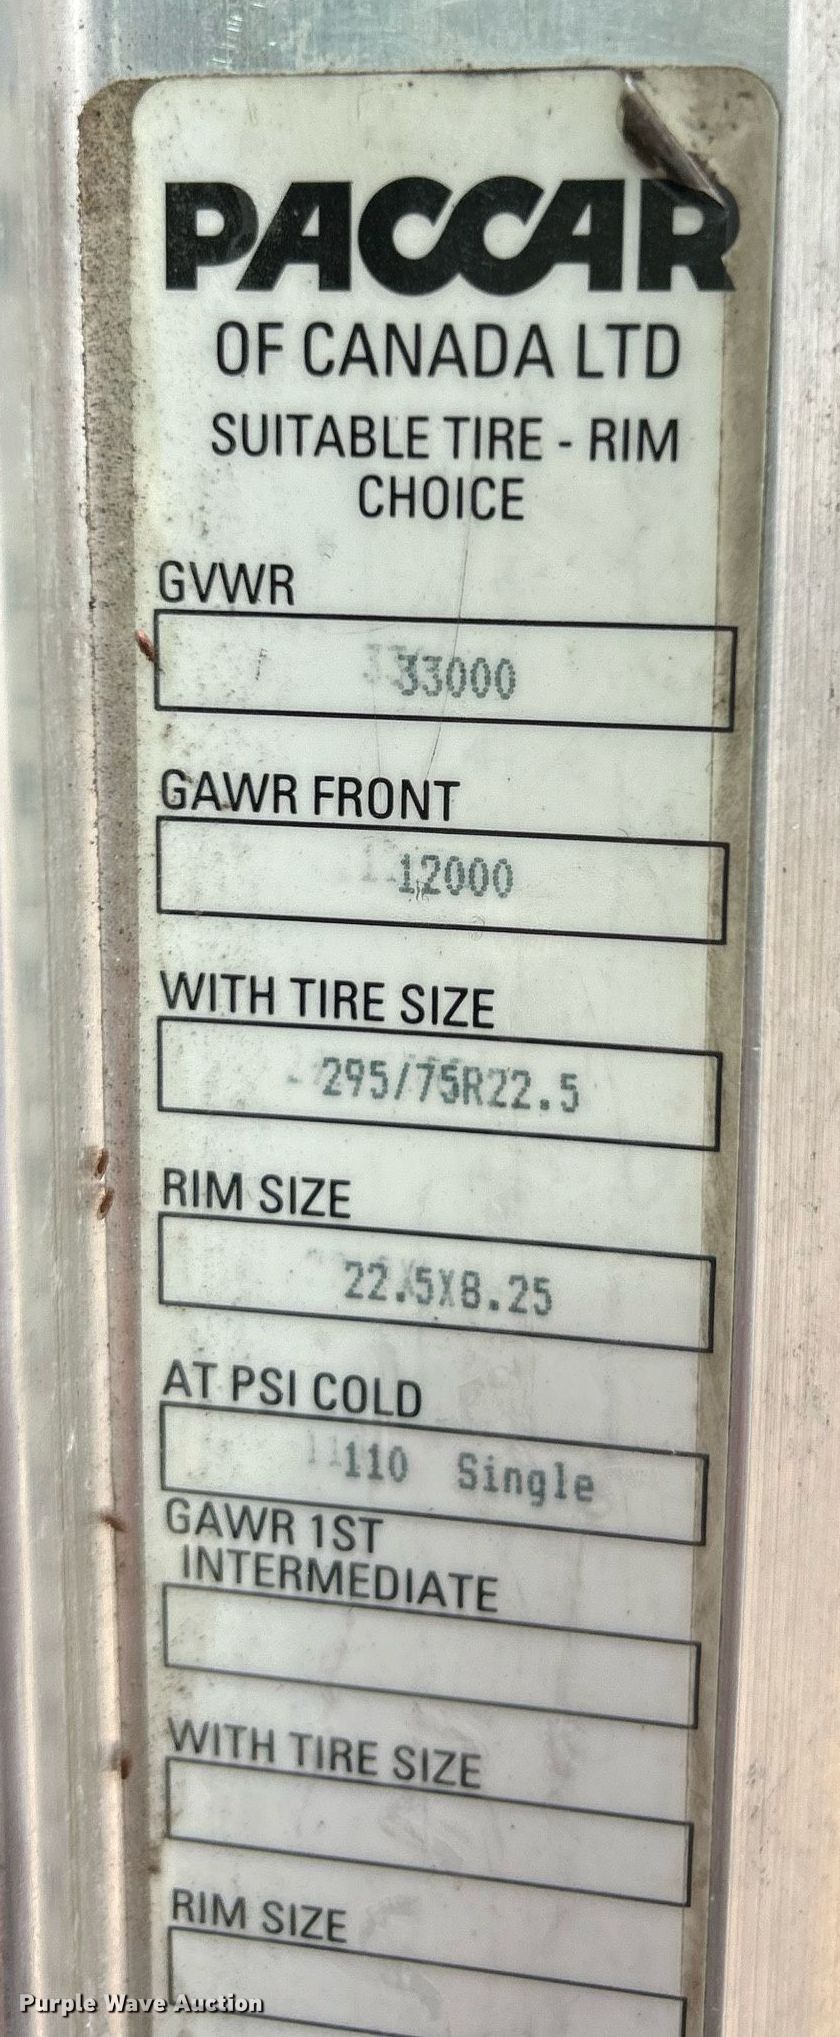 PACCAR
OF CANADA LTD
SUITABLE TIRE - RIM
CHOICE
GVWR
33000
GAWR FRONT
12000
WITH TIRE SIZE
295/75R22.5
RIM SIZE
22.5X8.25
AT PSI COLD
110 Single
GAWR 1ST
INTERMEDIATE
WITH TIRE SIZE
RIM SIZE
Purple Wave Auction